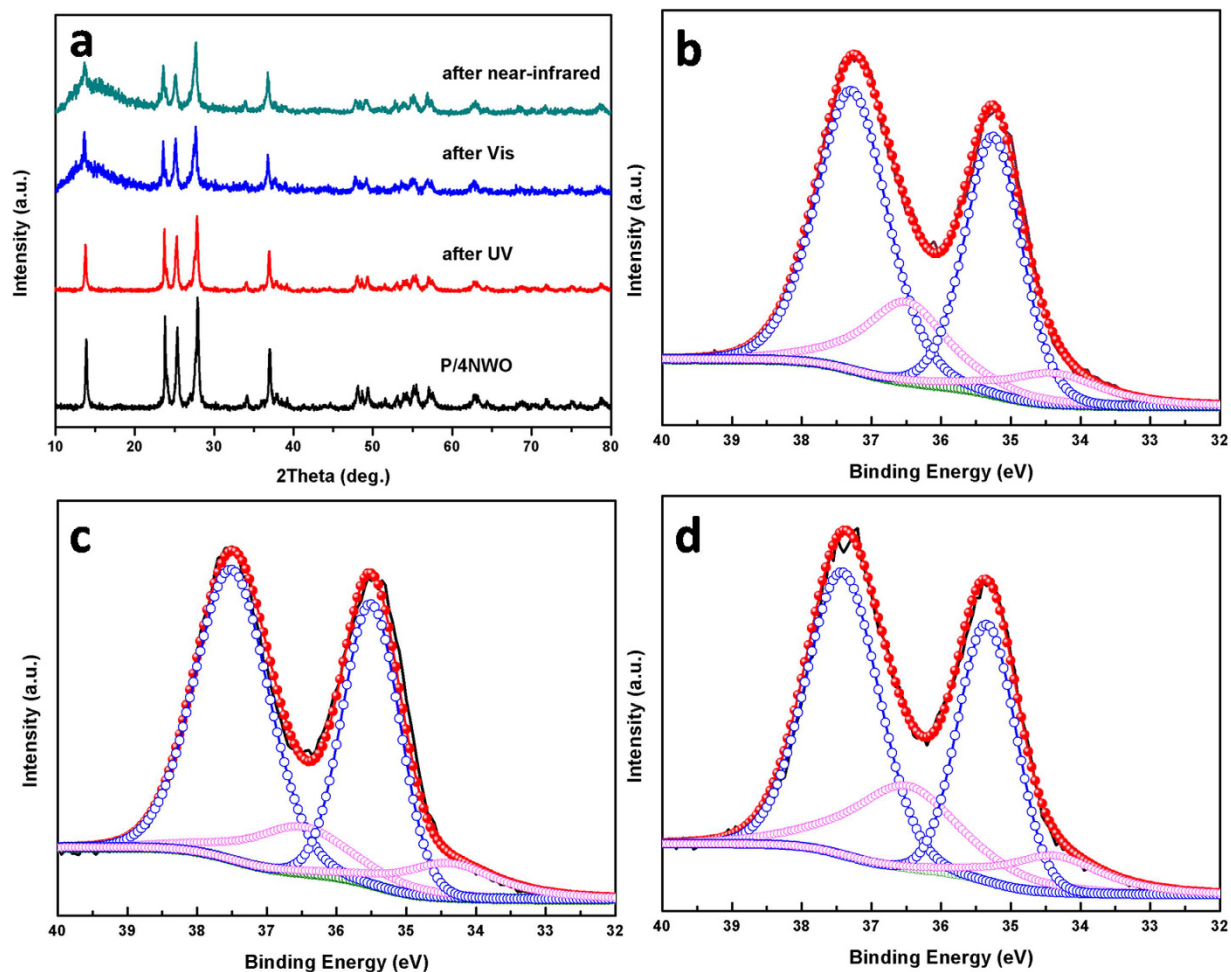 a
after near-infrared
after Vis
after UV
P/4NWO
Intensity (a.u.)
10 20 30 40 50 60 70 80
2Theta (deg.)
b
Intensity (a.u.)
40 39 38 37 36 35 34 33 32
Binding Energy (eV)
c
Intensity (a.u.)
40 39 38 37 36 35 34 33 32
Binding Energy (eV)
d
Intensity (a.u.)
40 39 38 37 36 35 34 33 32
Binding Energy (eV)